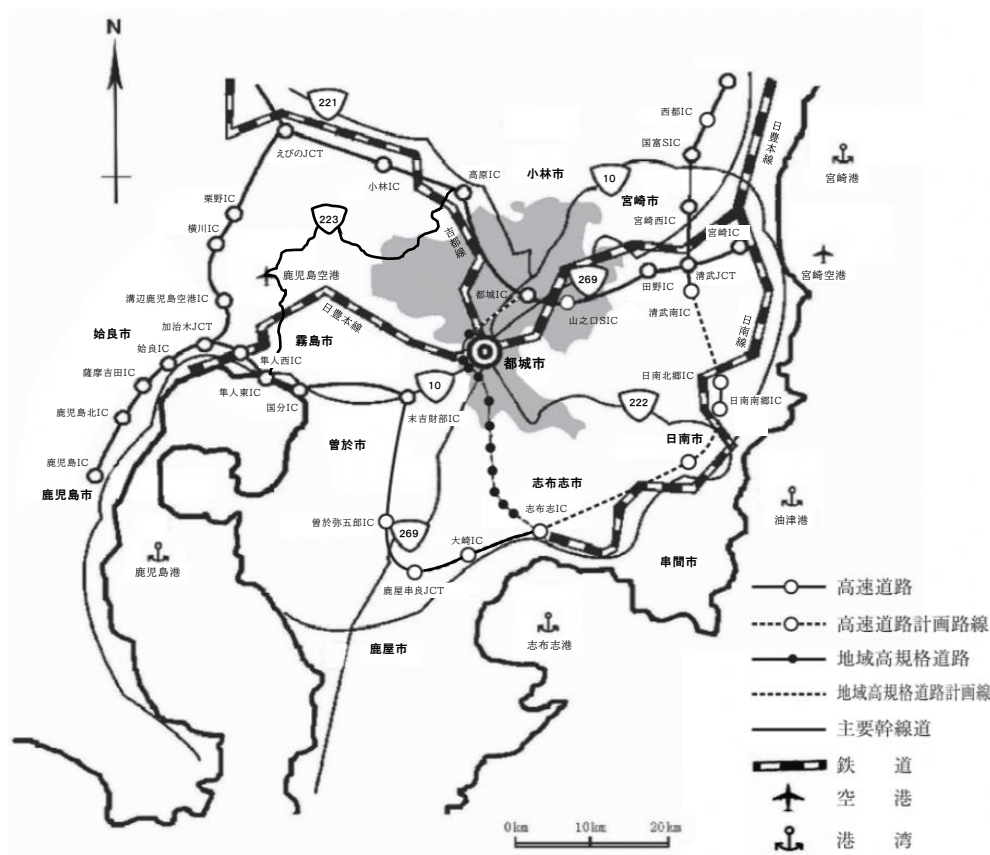 N
221
西都IC
国富SIC
日豊本線
宮崎港
えびのJCT
小林IC
高原IC
小林市
10
宮崎市
栗野IC
宮崎西IC
横川IC
223
吉都線
宮崎IC
鹿児島空港
宮崎空港
269
都城IC
田野IC
清武JCT
溝辺鹿児島空港IC
日豊本線
山之口SIC
清武南IC
加治木JCT
姶良市
姶良IC
霧島市
日南線
隼人西IC
都城市
薩摩吉田IC
隼人東IC
10
日南北郷IC
国分IC
222
日南南郷IC
鹿児島北IC
末吉財部IC
曽於市
日南市
鹿児島IC
鹿児島市
志布志市
志布志IC
曽於弥五郎IC
油津港
269
大崎IC
鹿児島港
串間市
鹿屋串良JCT
志布志港
鹿屋市
高速道路
高速道路計画路線
地域高規格道路
地域高規格道路計画線
主要幹線道
鉄 道
空 港
港 湾
0km 10km 20km